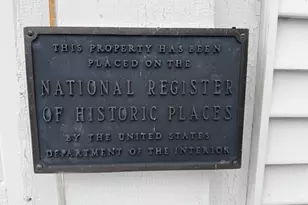 THIS PROPERTY HAS BEEN
PLACED ON THE
NATIONAL REGISTER
OF HISTORIC PLACES
BY THE UNITED STATES
DEPARTMENT OF THE INTERIOR